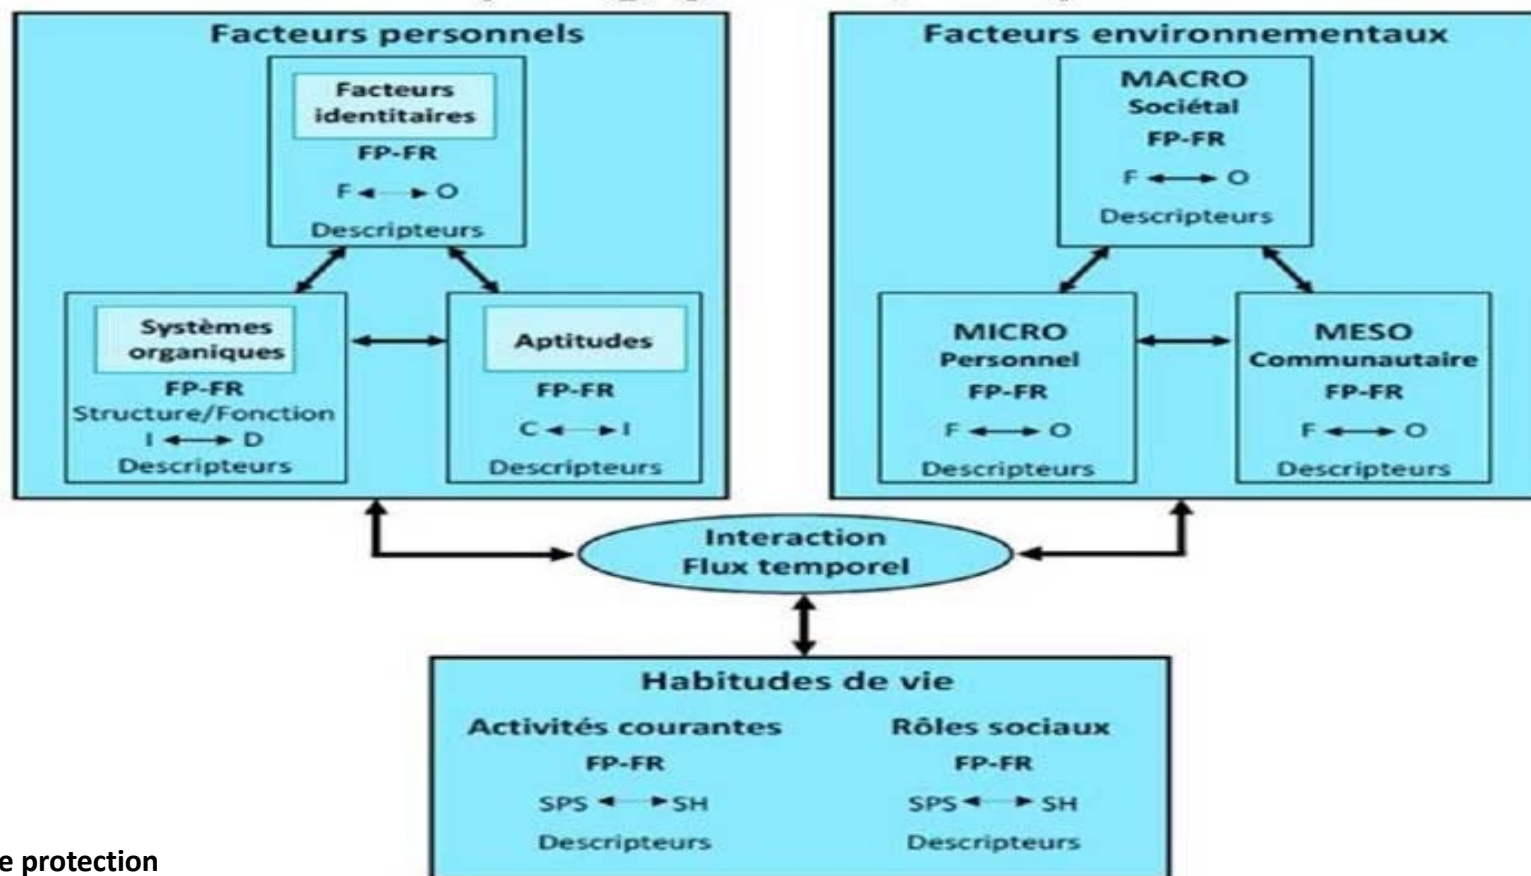 Facteurs personnels
Facteurs
identitaires
FP-FR
F O
Descripteurs
Systèmes
organiques
FP-FR
Structure/Fonction
I D
Descripteurs
Aptitudes
FP-FR
C I
Descripteurs
Facteurs environnementaux
MACRO
Sociétal
FP-FR
F O
Descripteurs
MICRO
Personnel
FP-FR
F O
Descripteurs
MESO
Communautaire
FP-FR
F O
Descripteurs
Interaction
Flux temporel
Habitudes de vie
Activités courantes
FP-FR
SPS SH
Descripteurs
Rôles sociaux
FP-FR
SPS SH
Descripteurs
e protection